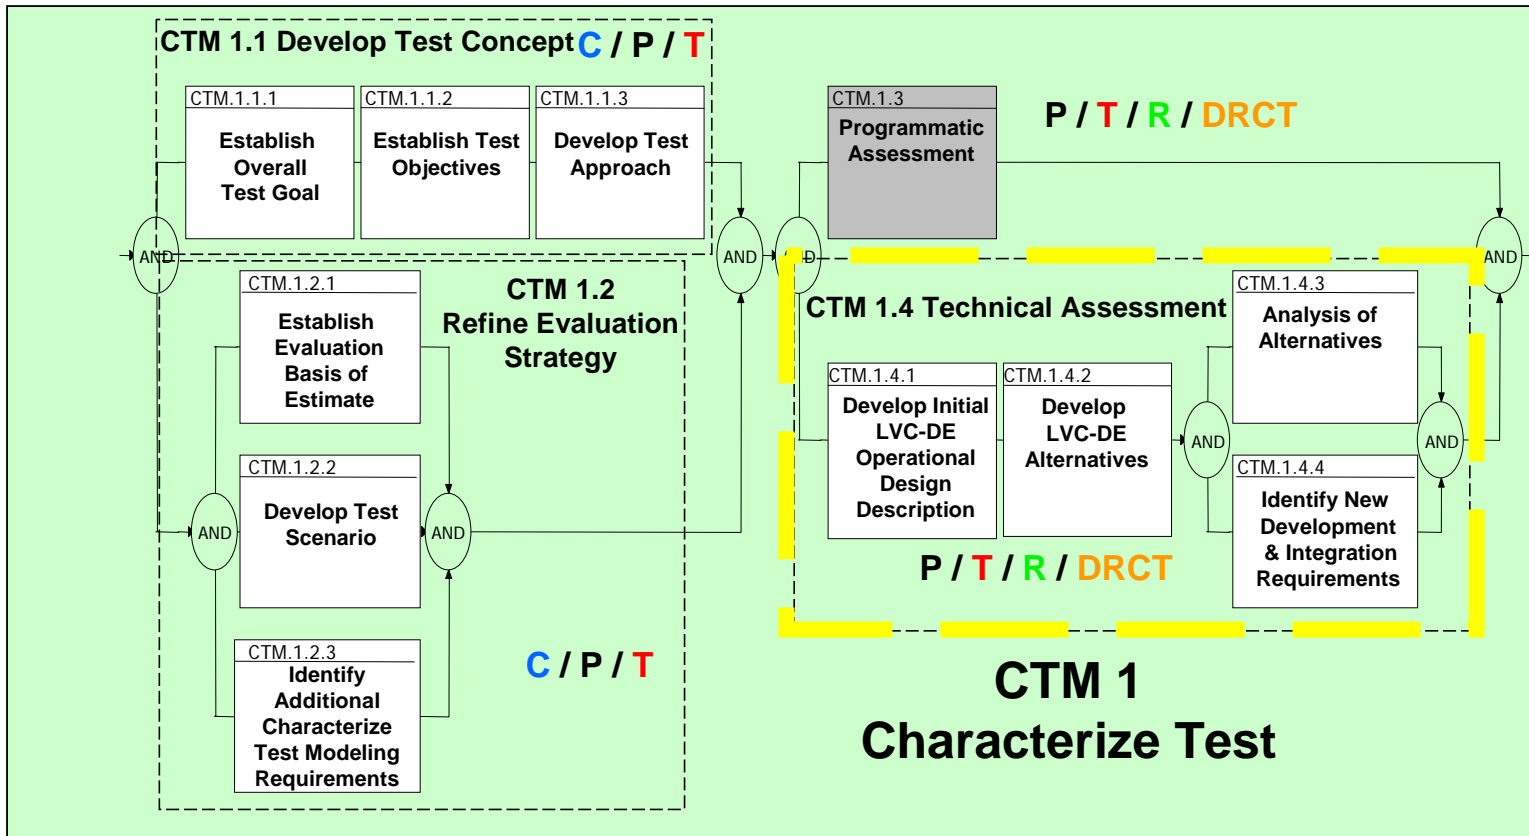 CTM 1.1 Develop Test Concept C / P / T
CTM.1.1.1
Establish
Overall
Test Goal
CTM.1.1.2
Establish Test
Objectives
CTM.1.1.3
Develop Test
Approach
AND
AND
CTM 1.2
Refine Evaluation
Strategy
CTM.1.2.1
Establish
Evaluation
Basis of
Estimate
AND
CTM.1.2.2
Develop Test
Scenario
AND
CTM.1.2.3
Identify
Additional
Characterize
Test Modeling
Requirements
C / P / T
AND
CTM.1.3
Programmatic
Assessment
P / T / R / DRCT
AND
CTM 1.4 Technical Assessment
CTM.1.4.1
Develop Initial
LVC-DE
Operational
Design
Description
CTM.1.4.2
Develop
LVC-DE
Alternatives
AND
CTM.1.4.3
Analysis of
Alternatives
CTM.1.4.4
Identify New
Development
& Integration
Requirements
AND
P / T / R / DRCT
CTM 1
Characterize Test